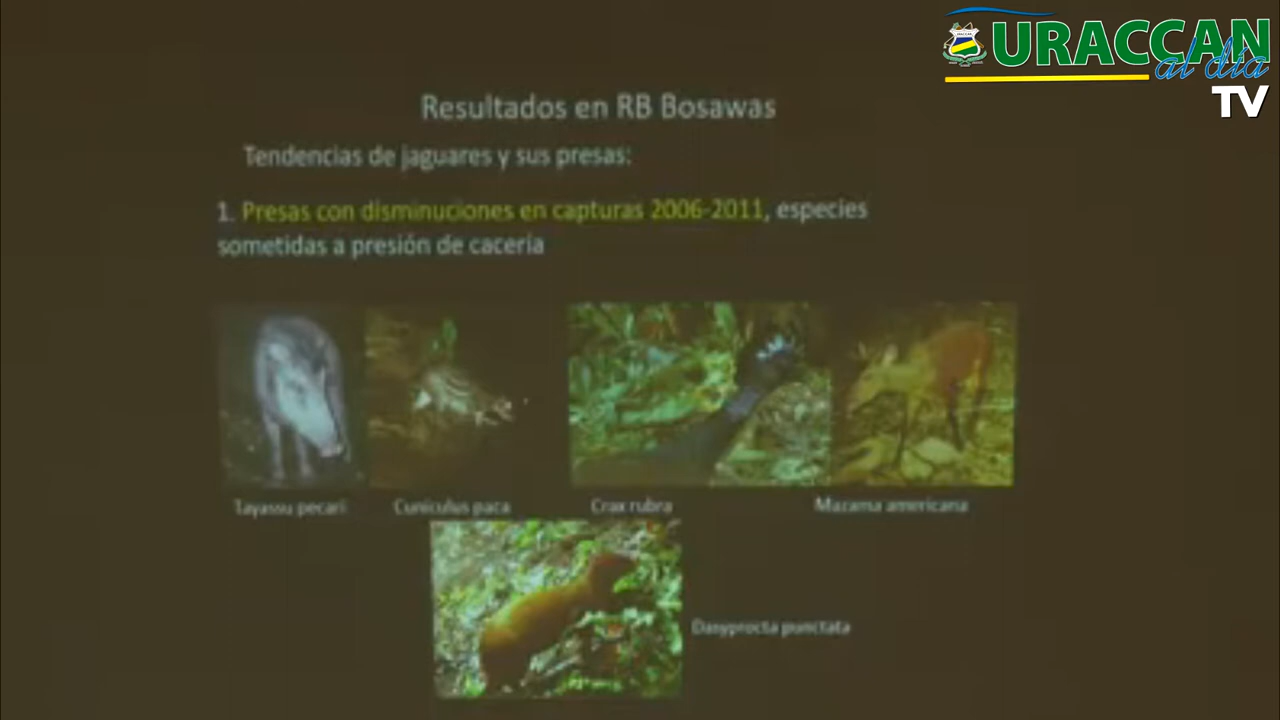 URACCAN
al día
TV
Resultados en RB Bosawas
Tendencias de jaguares y sus presas:
1. Presas con disminuciones en capturas 2006-2011, especies
sometidas a presión de cacería
Tayassu pecari
Cuniculus paca
Crax rubra
Mazama americana
Dasyprocta punctata